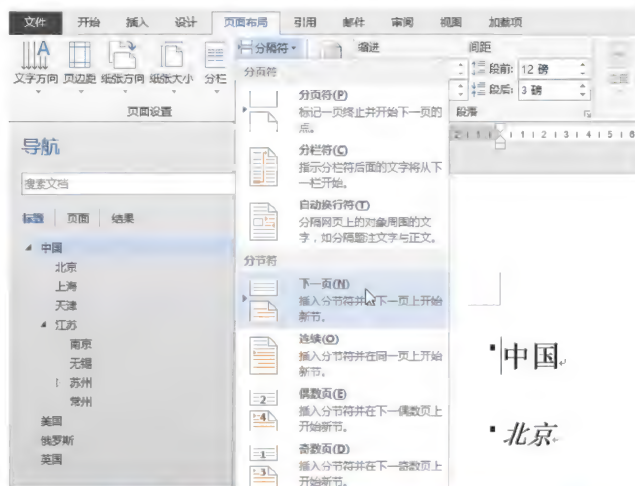 文件 开始 插入 设计 页面布局 引用 邮件 审阅 视图 加载项
文字方向 页边距 纸张方向 纸张大小 分栏
分隔符
缩进 间距
段前: 12 磅
段后: 3 磅
页面设置
段落
分页符
分页符(P)
标记一页终止并开始下一页的
点。
分栏符(C)
指示分栏符后面的文字将从下
一栏开始。
自动换行符(T)
分隔网页上的对象周围的文
字，如分隔题注文字与正文。
分节符
下一页(N)
插入分节符并在下一页上开始
新节。
连续(O)
插入分节符并在同一页上开始
新节。
偶数页(E)
插入分节符并在下一偶数页上
开始新节。
奇数页(D)
插入分节符并在下一奇数页上
开始新节。
导航
搜索文档
标题 页面 结果
中国
北京
上海
天津
江苏
南京
无锡
苏州
常州
美国
俄罗斯
英国
2 1 1 1 2 3 4 5 6
中国
北京